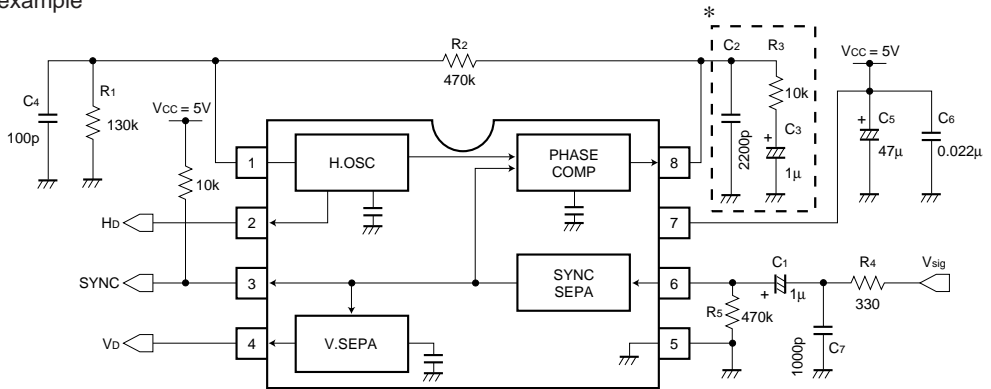 example
*
R2
470k
C2
R3
VCC = 5V
C4
100p
R1
130k
VCC = 5V
10k
2200p
10k
+
C3
1μ
+
C5
47μ
C6
0.022μ
1
H.OSC
PHASE
COMP
8
HD
2
7
SYNC
3
SYNC
SEPA
6
C1
+
1μ
R4
330
Vsig
R5
470k
VD
4
V.SEPA
5
1000p
C7